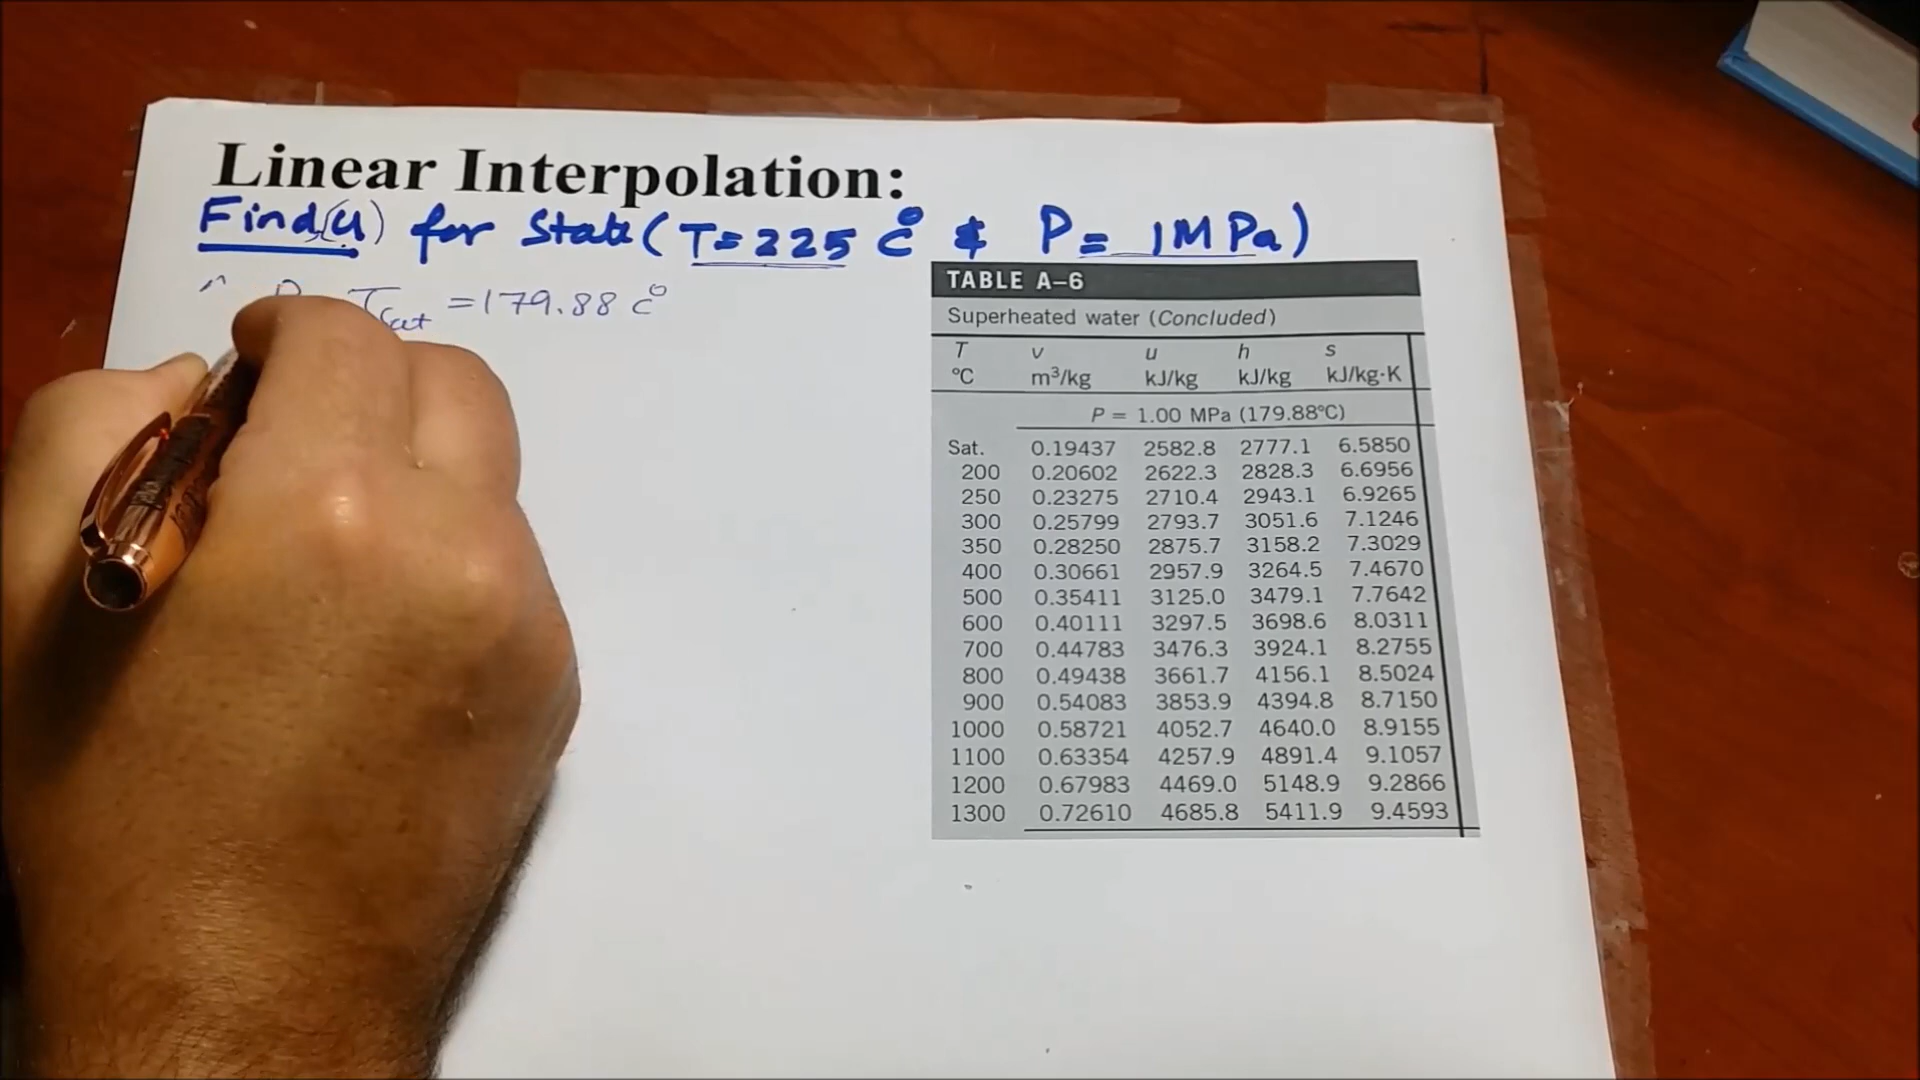 Linear Interpolation:
Find (u) for State ( T = 225 C° & P = 1 MPa )
Tsat = 179.88 C°
TABLE A–6
Superheated water (Concluded)
T v u h s
°C m³/kg kJ/kg kJ/kg kJ/kg·K
P = 1.00 MPa (179.88°C)
Sat. 0.19437 2582.8 2777.1 6.5850
200 0.20602 2622.3 2828.3 6.6956
250 0.23275 2710.4 2943.1 6.9265
300 0.25799 2793.7 3051.6 7.1246
350 0.28250 2875.7 3158.2 7.3029
400 0.30661 2957.9 3264.5 7.4670
500 0.35411 3125.0 3479.1 7.7642
600 0.40111 3297.5 3698.6 8.0311
700 0.44783 3476.3 3924.1 8.2755
800 0.49438 3661.7 4156.1 8.5024
900 0.54083 3853.9 4394.8 8.7150
1000 0.58721 4052.7 4640.0 8.9155
1100 0.63354 4257.9 4891.4 9.1057
1200 0.67983 4469.0 5148.9 9.2866
1300 0.72610 4685.8 5411.9 9.4593